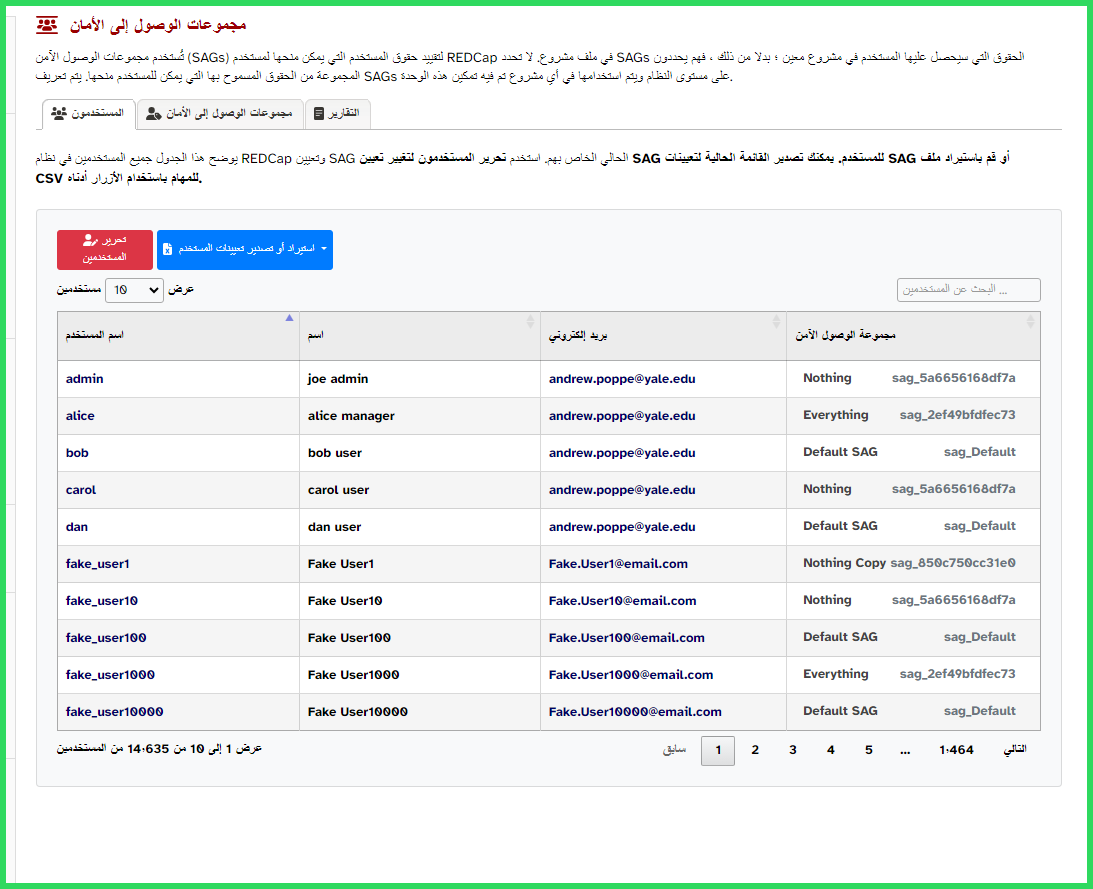 مجموعات الوصول إلى الأمان
الحقوق التي سيحصل عليها المستخدم في مشروع معين ؛ بدلا من ذلك ، فهم يحددون SAGs في ملف مشروع. لا تحدد REDCap لتقييد حقوق المستخدم التي يمكن منحها لمستخدم (SAGs) تُستخدم مجموعات الوصول الآمن
على مستوى النظام ويتم استخدامها في أي مشروع تم فيه تمكين هذه الوحدة SAGs المجموعة من الحقوق المسموح بها التي يمكن للمستخدم منحها. يتم تعريف.
المستخدمون مجموعات الوصول إلى الأمان التقارير
أو قم باستيراد ملف SAG للمستخدم. يمكنك تصدير القائمة الحالية لتعيينات SAG الحالي الخاص بهم. استخدم تحرير المستخدمون لتغيير تعيين SAG وتعيين REDCap يوضح هذا الجدول جميع المستخدمين في نظام
CSV للمهام باستخدام الأزرار أدناه.
تحرير المستخدمين
استيراد أو تصدير تعيينات المستخدم
مستخدمين 10 عرض
البحث عن المستخدمين ...
اسم المستخدم اسم بريد إلكتروني مجموعة الوصول الآمن
admin joe admin andrew.poppe@yale.edu Nothing sag_5a6656168df7a
alice alice manager andrew.poppe@yale.edu Everything sag_2ef49bfdfec73
bob bob user andrew.poppe@yale.edu Default SAG sag_Default
carol carol user andrew.poppe@yale.edu Nothing sag_5a6656168df7a
dan dan user andrew.poppe@yale.edu Default SAG sag_Default
fake_user1 Fake User1 Fake.User1@email.com Nothing Copy sag_850c750cc31e0
fake_user10 Fake User10 Fake.User10@email.com Nothing sag_5a6656168df7a
fake_user100 Fake User100 Fake.User100@email.com Default SAG sag_Default
fake_user1000 Fake User1000 Fake.User1000@email.com Everything sag_2ef49bfdfec73
fake_user10000 Fake User10000 Fake.User10000@email.com Default SAG sag_Default
عرض 1 إلى 10 من 14،635 من المستخدمين
سابق 1 2 3 4 5 ... 1،464 التالي